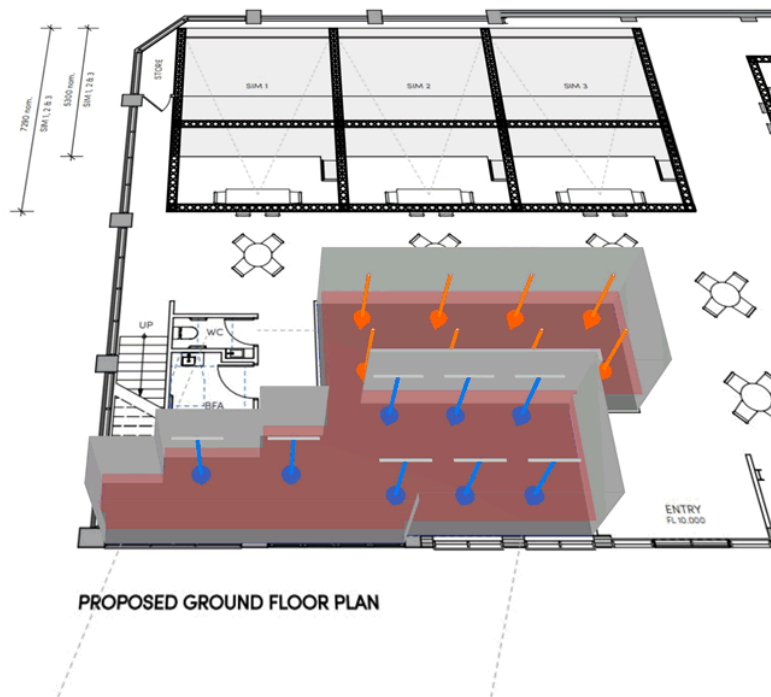 7290 nom.
SIM 1, 2 & 3
5300 nom.
SIM 1, 2 & 3
STORE
SIM 1
SIM 2
SIM 3
UP
WC
BFA
ENTRY
FL 10.000
PROPOSED GROUND FLOOR PLAN